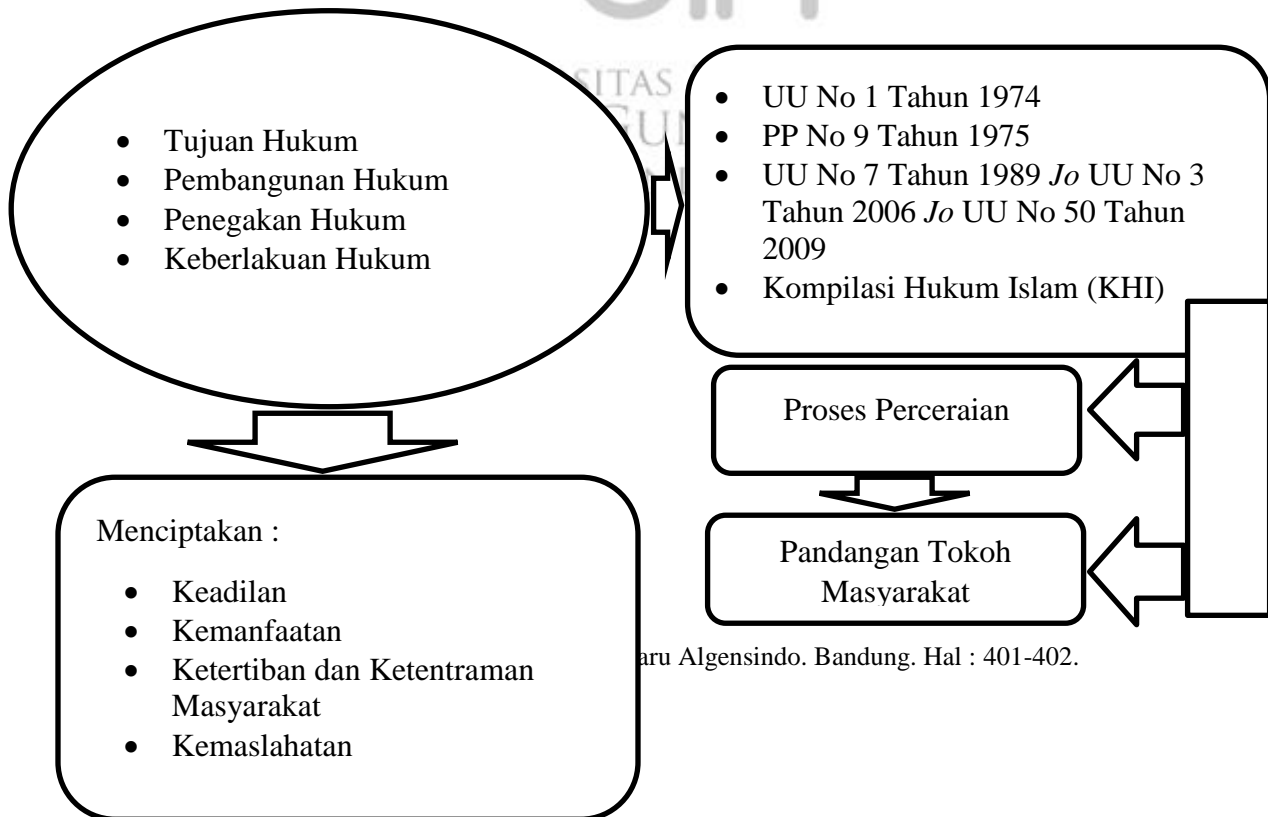 SITAS
GUN
• Tujuan Hukum
• Pembangunan Hukum
• Penegakan Hukum
• Keberlakuan Hukum
• UU No 1 Tahun 1974
• PP No 9 Tahun 1975
• UU No 7 Tahun 1989 Jo UU No 3
Tahun 2006 Jo UU No 50 Tahun
2009
• Kompilasi Hukum Islam (KHI)
Proses Perceraian
Pandangan Tokoh
Masyarakat
Menciptakan :
• Keadilan
• Kemanfaatan
• Ketertiban dan Ketentraman
Masyarakat
• Kemaslahatan
aru Algensindo. Bandung. Hal : 401-402.